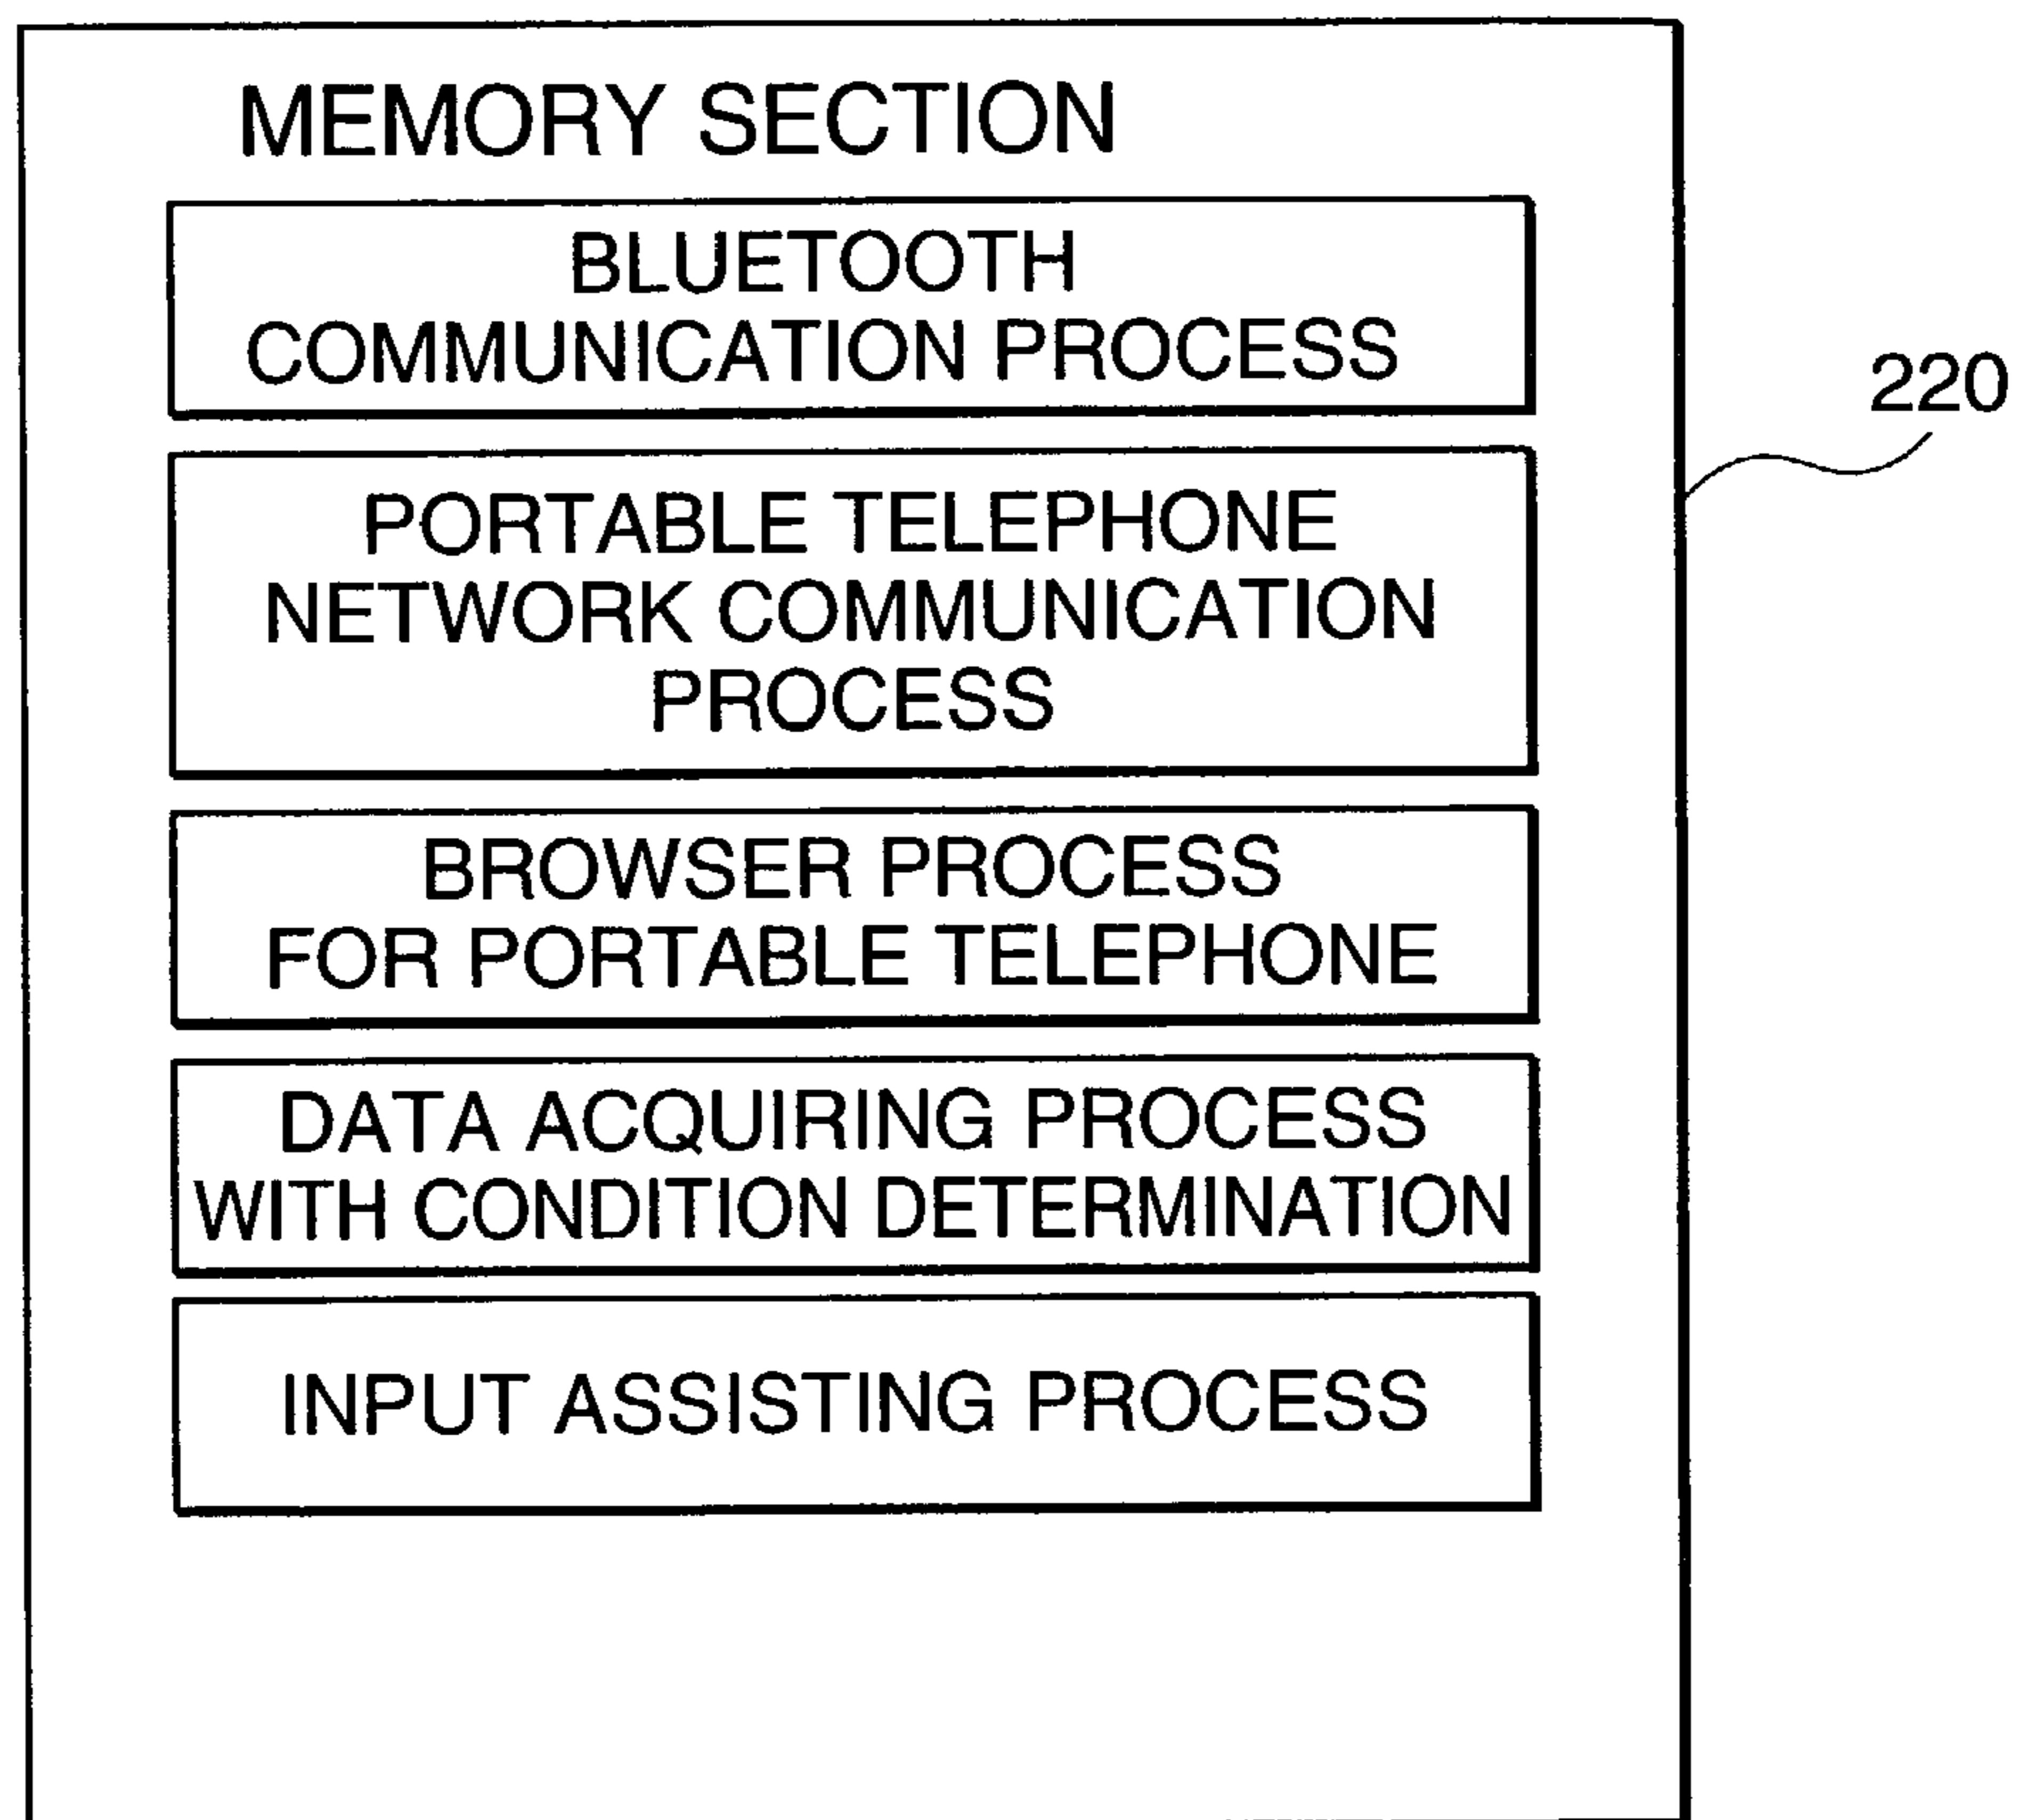 MEMORY SECTION
BLUETOOTH
COMMUNICATION PROCESS
220
PORTABLE TELEPHONE
NETWORK COMMUNICATION
PROCESS
BROWSER PROCESS
FOR PORTABLE TELEPHONE
DATA ACQUIRING PROCESS
WITH CONDITION DETERMINATION
INPUT ASSISTING PROCESS